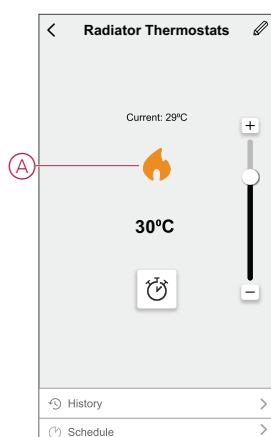 Radiator Thermostats
Current: 29ºC
+
A
30ºC
−
History
Schedule